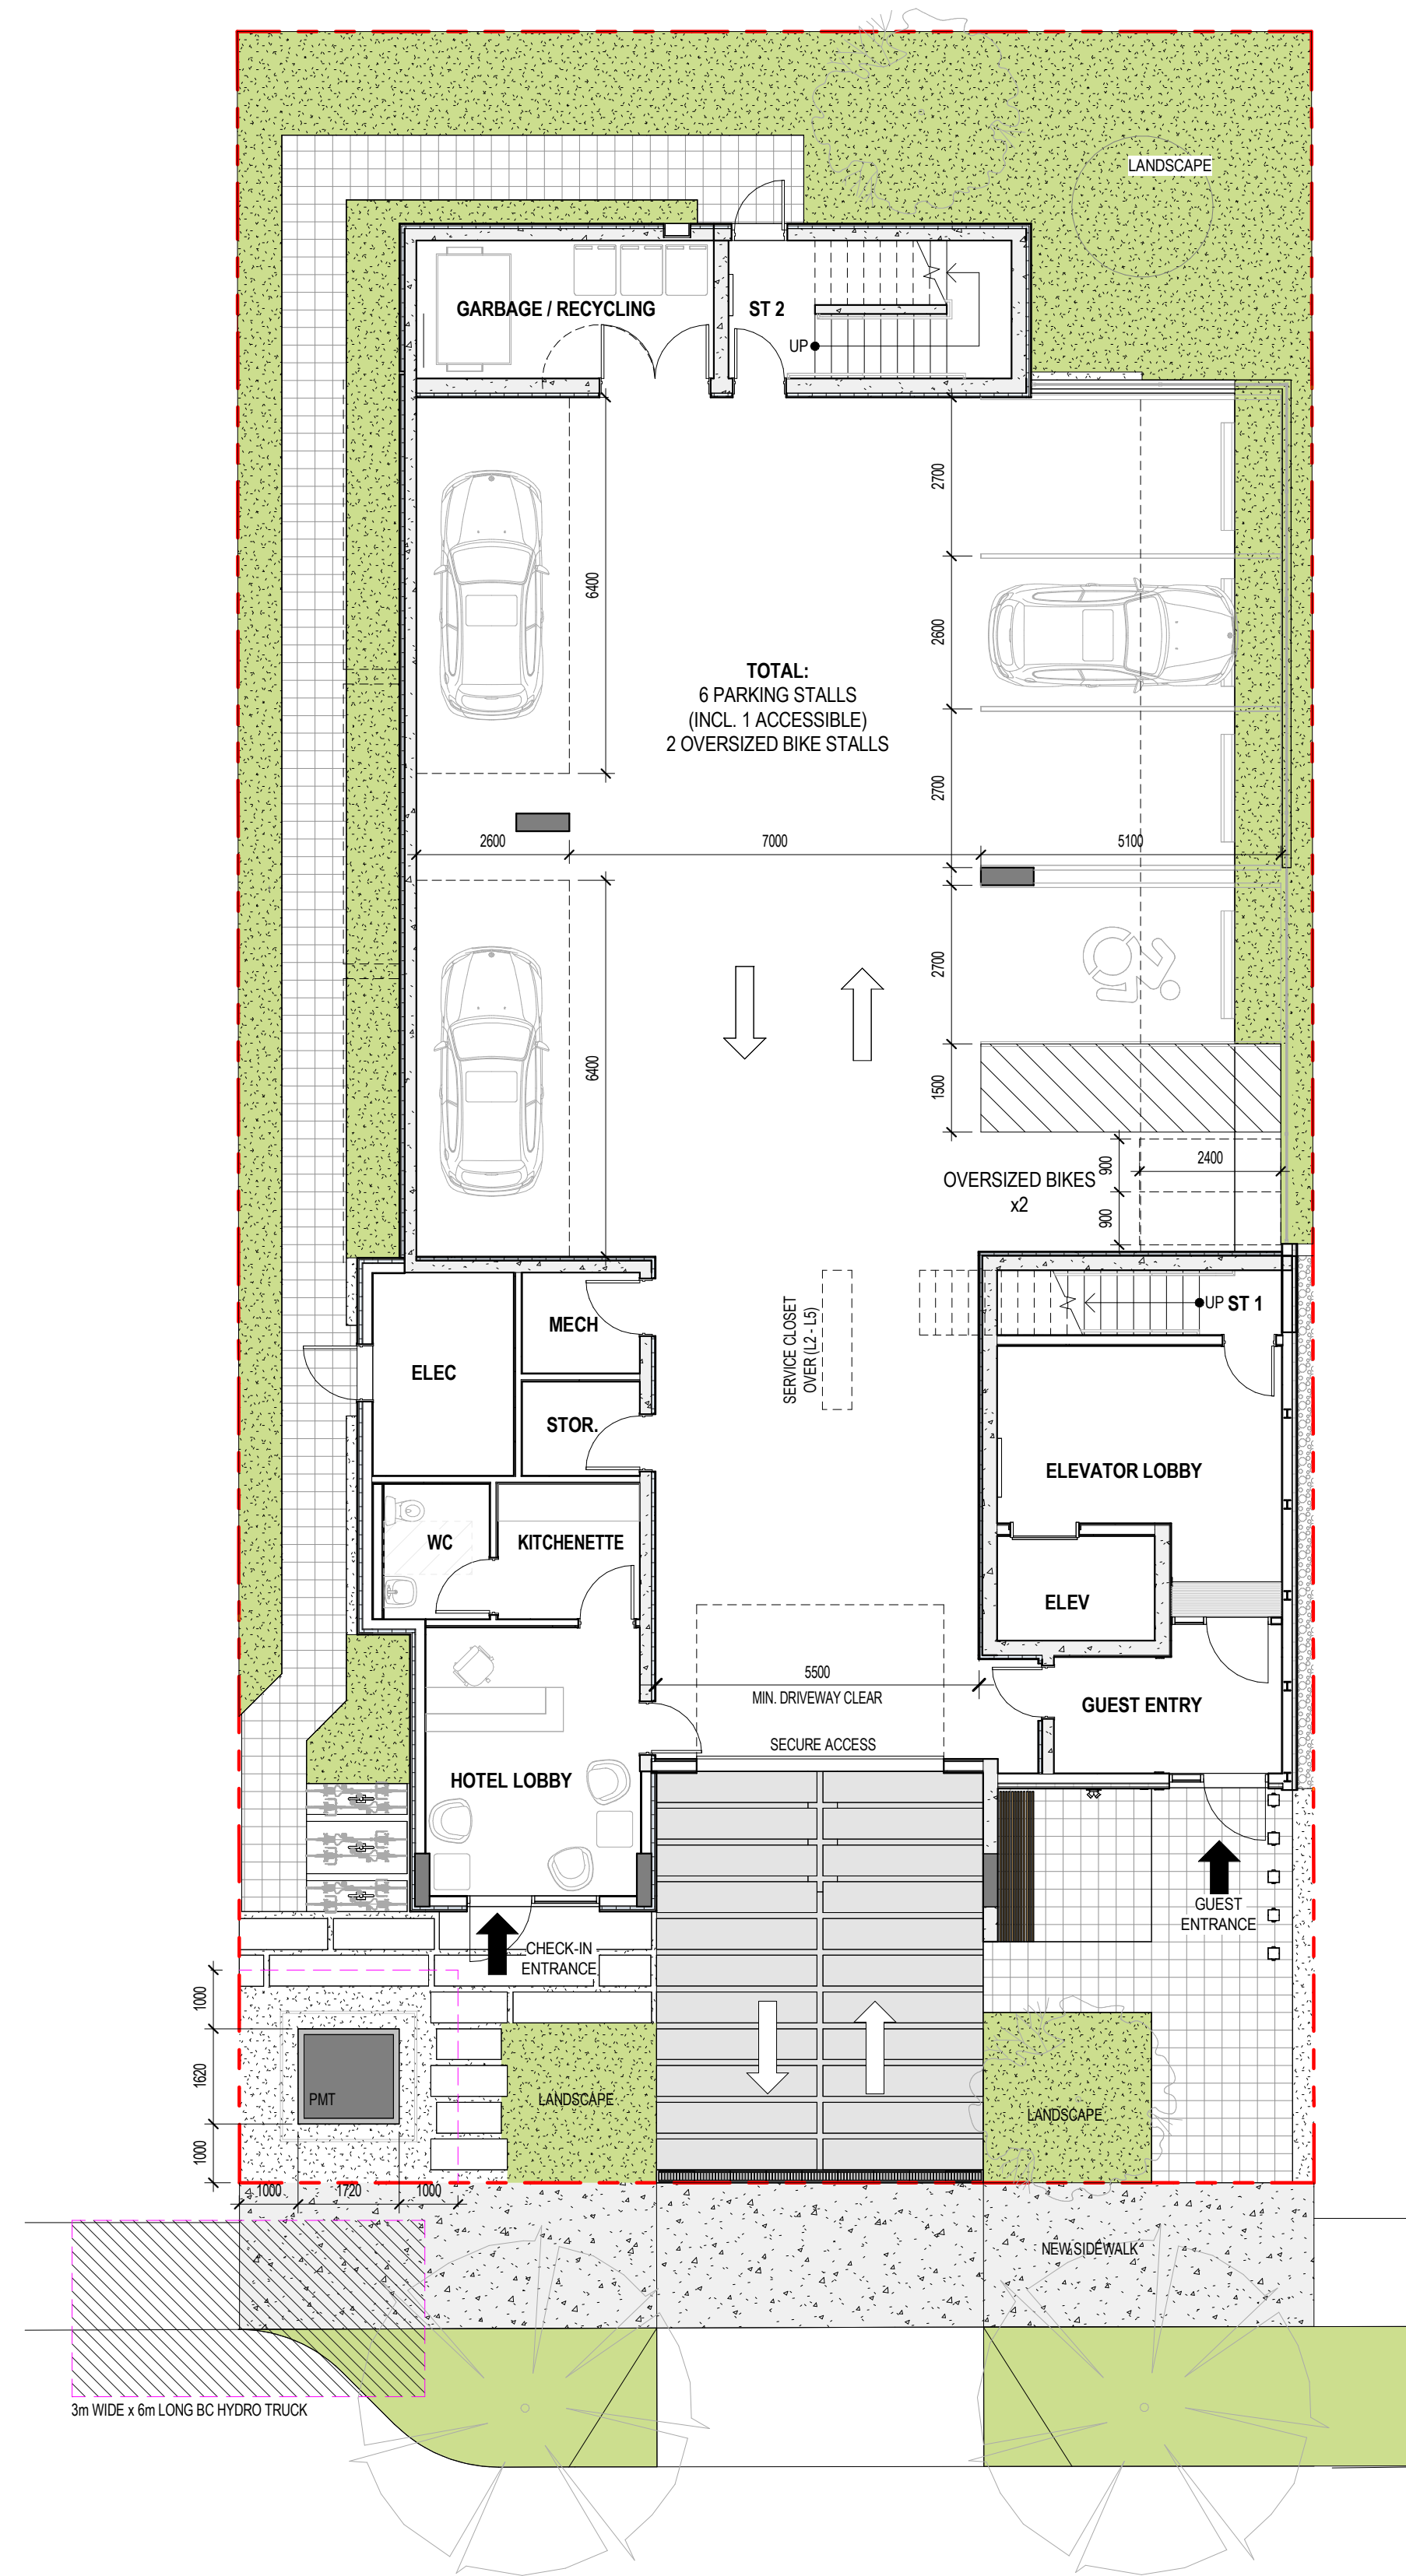 LANDSCAPE
GARBAGE / RECYCLING
ST 2
UP
2700
6400
2600
TOTAL:
6 PARKING STALLS
(INCL. 1 ACCESSIBLE)
2 OVERSIZED BIKE STALLS
2700
2600
7000
5100
2700
6400
1500
OVERSIZED BIKES
x2
900
900
2400
SERVICE CLOSET
OVER (L2 - L5)
UP ST 1
MECH
ELEC
STOR.
ELEVATOR LOBBY
WC
KITCHENETTE
ELEV
5500
MIN. DRIVEWAY CLEAR
GUEST ENTRY
SECURE ACCESS
HOTEL LOBBY
GUEST
ENTRANCE
CHECK-IN
ENTRANCE
1000
1620
1000
PMT
LANDSCAPE
LANDSCAPE
1000
1720
1000
NEW SIDEWALK
3m WIDE x 6m LONG BC HYDRO TRUCK